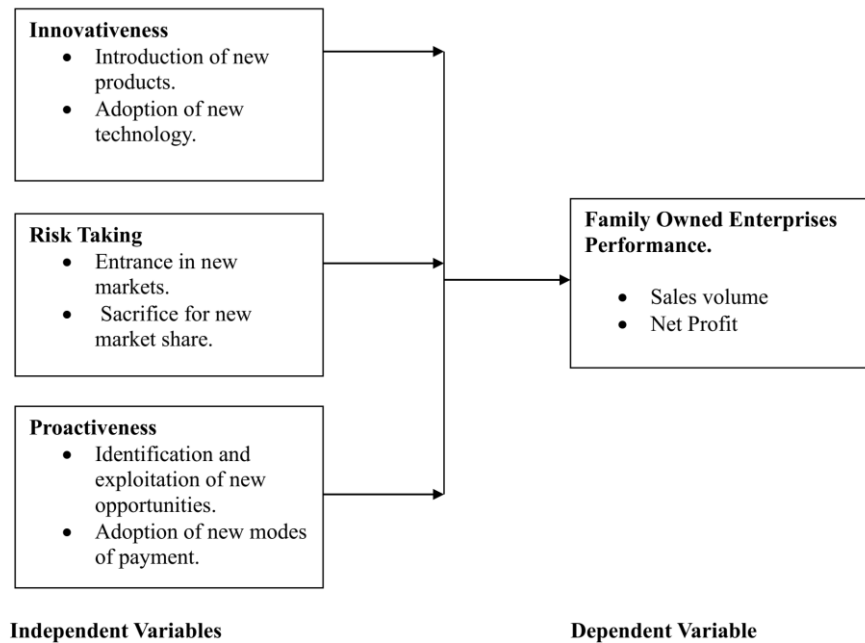 Innovativeness
• Introduction of new
products.
• Adoption of new
technology.
Risk Taking
• Entrance in new
markets.
• Sacrifice for new
market share.
Proactiveness
• Identification and
exploitation of new
opportunities.
• Adoption of new modes
of payment.
Family Owned Enterprises
Performance.
• Sales volume
• Net Profit
Independent Variables
Dependent Variable